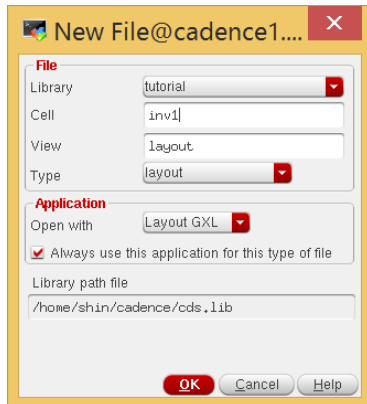 New File@cadence1....
File
Library tutorial
Cell inv1
View layout
Type layout
Application
Open with Layout GXL
Always use this application for this type of file
Library path file
/home/shin/cadence/cds.lib
OK Cancel Help